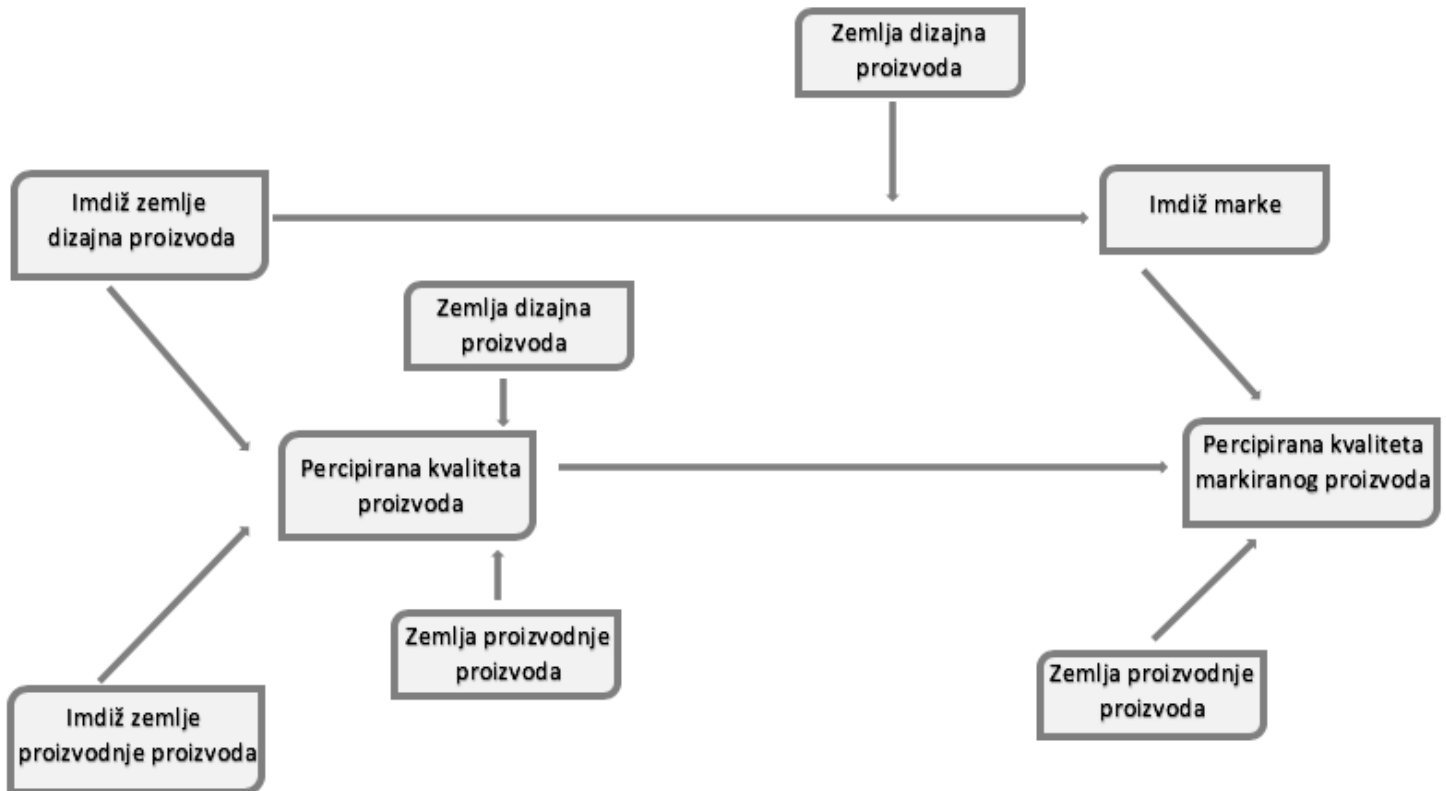 Zemlja dizajna
proizvoda
Imdiž zemlje
dizajna proizvoda
Imdiž marke
Zemlja dizajna
proizvoda
Percipirana kvaliteta
proizvoda
Percipirana kvaliteta
markiranog proizvoda
Zemlja proizvodnje
proizvoda
Zemlja proizvodnje
proizvoda
Imdiž zemlje
proizvodnje proizvoda